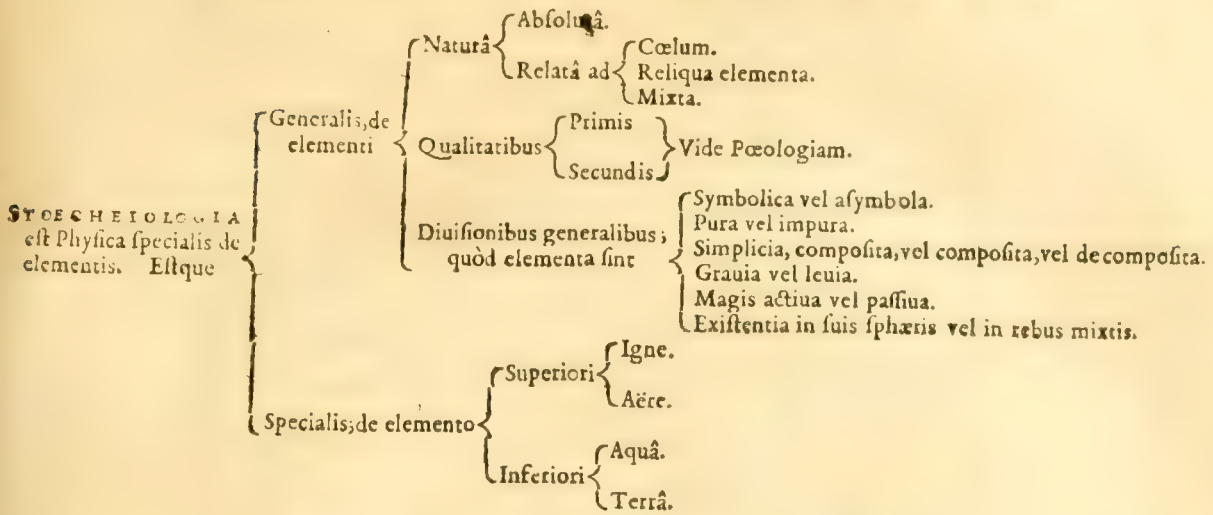 STOECHEIOLOGIA
eſt Phyſica ſpecialis de
elementis. Eſtque
Generalis, de
elementi
Naturâ
Abſolutâ.
Relatâ ad
Cœlum.
Reliqua elementa.
Mixta.
Qualitatibus
Primis
Secundis
Vide Pœologiam.
Diuiſionibus generalibus;
quòd elementa ſint
Symbolica vel aſymbola.
Pura vel impura.
Simplicia, compoſita, vel compoſita, vel decompoſita.
Grauia vel leuia.
Magis actiua vel paſſiua.
Exiſtentia in ſuis ſphæris vel in rebus mixtis.
Specialis; de elemento
Superiori
Igne.
Aëre.
Inferiori
Aquâ.
Terrâ.